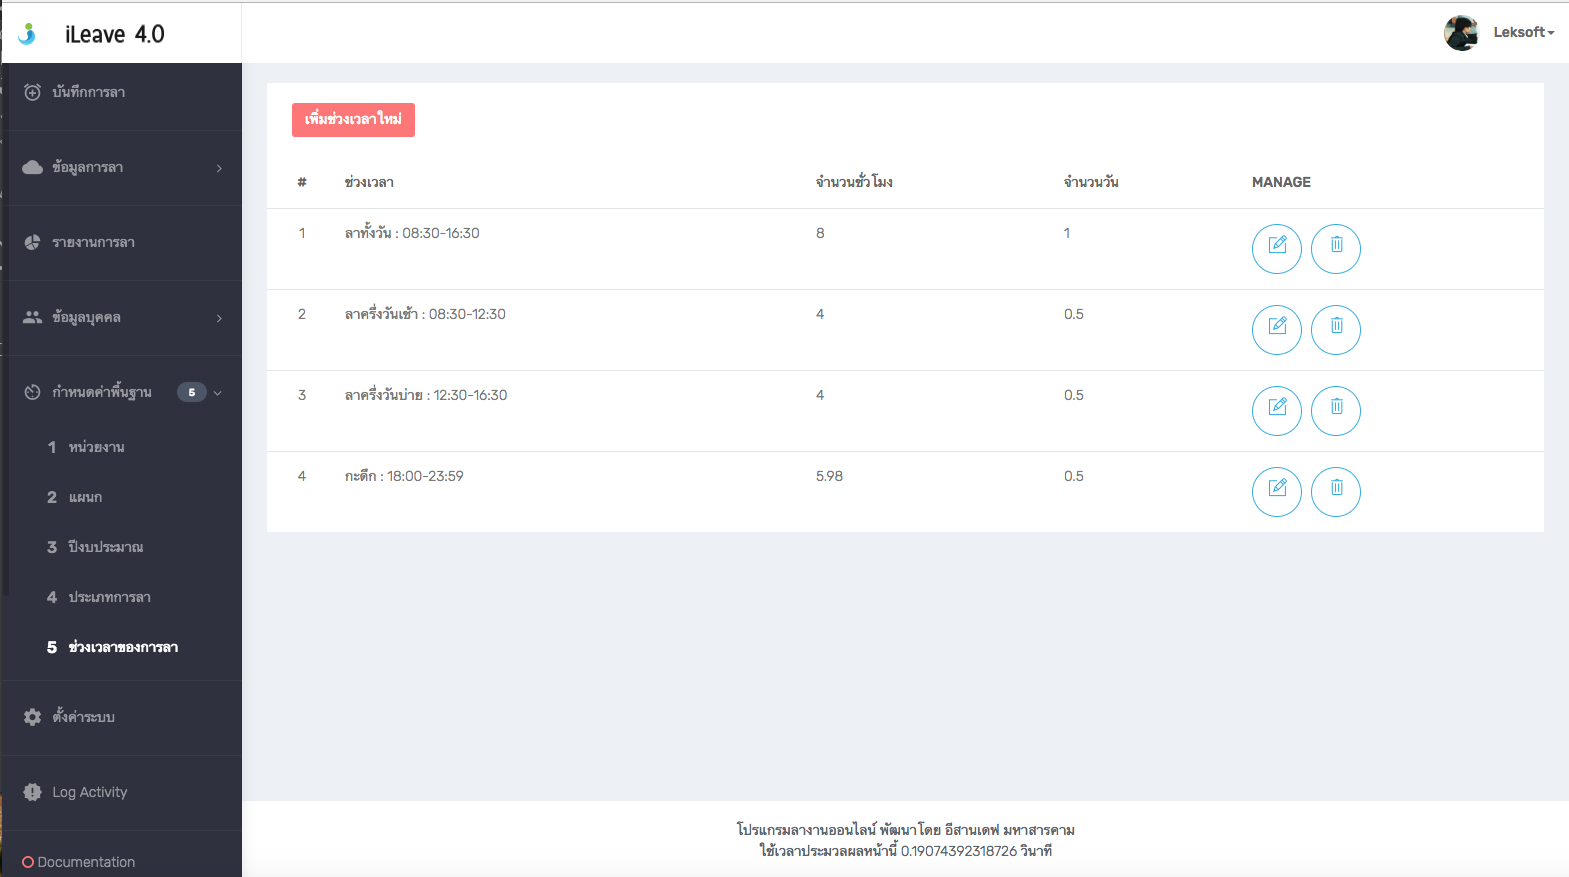 iLeave 4.0
Leksoft
บันทึกการลา
ข้อมูลการลา
รายงานการลา
ข้อมูลบุคคล
กำหนดค่าพื้นฐาน 5
1 หน่วยงาน
2 แผนก
3 ปีงบประมาณ
4 ประเภทการลา
5 ช่วงเวลาของการลา
ตั้งค่าระบบ
Log Activity
Documentation
เพิ่มช่วงเวลาใหม่
# ช่วงเวลา จำนวนชั่วโมง จำนวนวัน MANAGE
1 ลาทั้งวัน : 08:30-16:30 8 1
2 ลาครึ่งวันเช้า : 08:30-12:30 4 0.5
3 ลาครึ่งวันบ่าย : 12:30-16:30 4 0.5
4 กะดึก : 18:00-23:59 5.98 0.5
โปรแกรมลางานออนไลน์ พัฒนาโดย อีสานเดฟ มหาสารคาม
ใช้เวลาประมวลผลหน้านี้ 0.19074392318726 วินาที